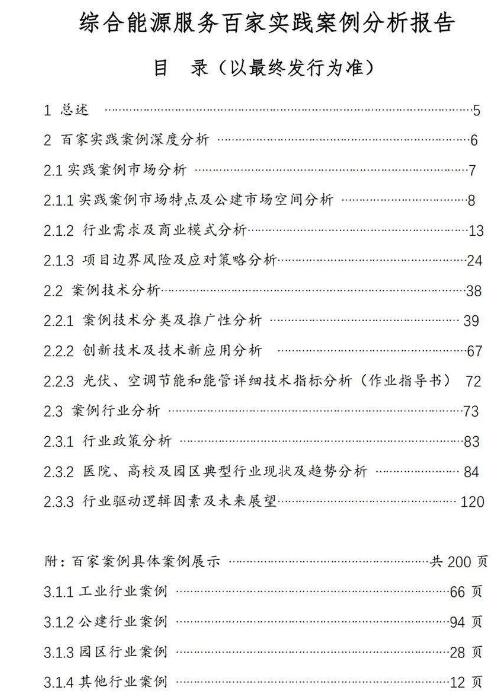 综合能源服务百家实践案例分析报告
目 录（以最终发行为准）
1 总述 ……………………5
2 百家实践案例深度分析 ……………………6
2.1 实践案例市场分析 ……………………7
2.1.1 实践案例市场特点及公建市场空间分析 ……………………8
2.1.2 行业需求及商业模式分析……………………13
2.1.3 项目边界风险及应对策略分析……………………24
2.2 案例技术分析……………………38
2.2.1 案例技术分类及推广性分析 ……………………39
2.2.2 创新技术及技术新应用分析 ……………………67
2.2.3 光伏、空调节能和能管详细技术指标分析（作业指导书） 72
2.3 案例行业分析……………………73
2.3.1 行业政策分析 ……………………83
2.3.2 医院、高校及园区典型行业现状及趋势分析 ……………………84
2.3.3 行业驱动逻辑因素及未来展望……………………120
附：百家案例具体案例展示 ……………………共 200 页
3.1.1 工业行业案例 ……………………66 页
3.1.2 公建行业案例 ……………………94 页
3.1.3 园区行业案例 ……………………28 页
3.1.4 其他行业案例 ……………………12 页